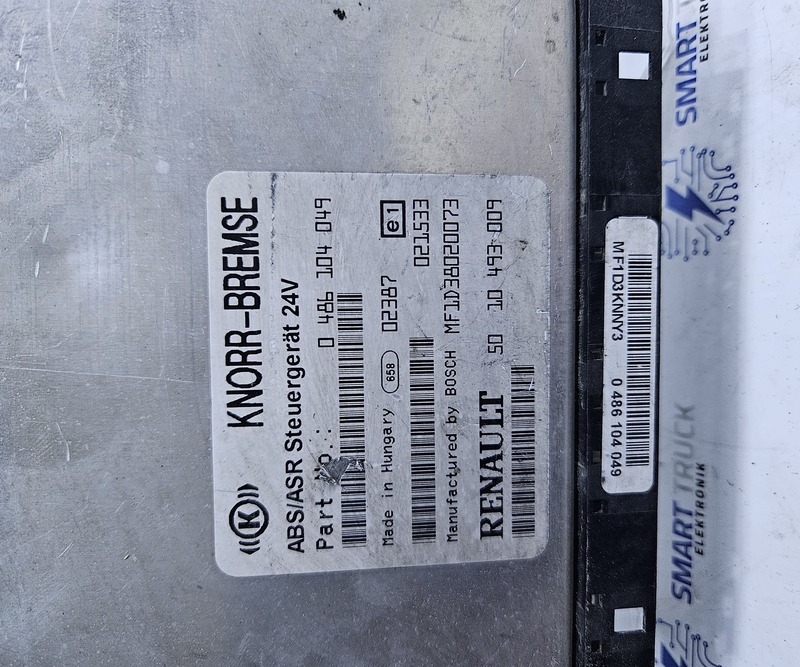 K
KNORR-BREMSE
ABS/ASR Steuergerät 24V
Part No.: 0 486 104 049
Made in Hungary 658 02387 e1
021533
Manufactured by BOSCH MF1D38020073
RENAULT 50 10 493 009
MF1D3KNNY3 0 486 104 049
SMART
ELEKTRONIK
SMART TRUCK
ELEKTRONIK